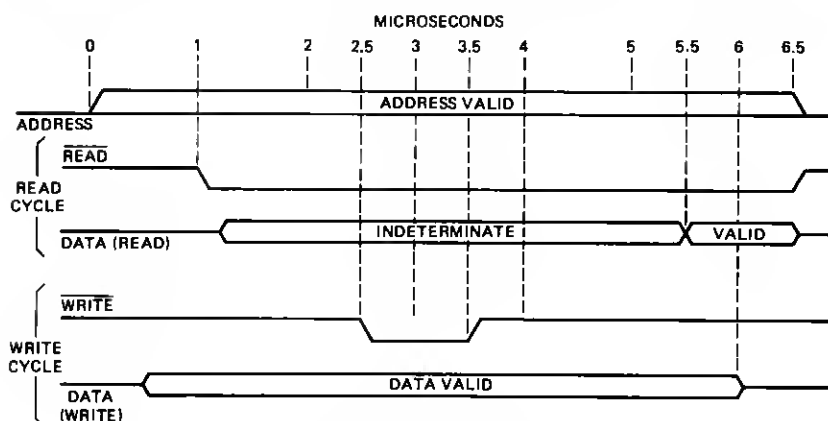 MICROSECONDS
0 1 2 2.5 3 3.5 4 5 5.5 6 6.5
ADDRESS VALID
ADDRESS
READ
READ
CYCLE
INDETERMINATE
VALID
DATA (READ)
WRITE
WRITE
CYCLE
DATA VALID
DATA
(WRITE)